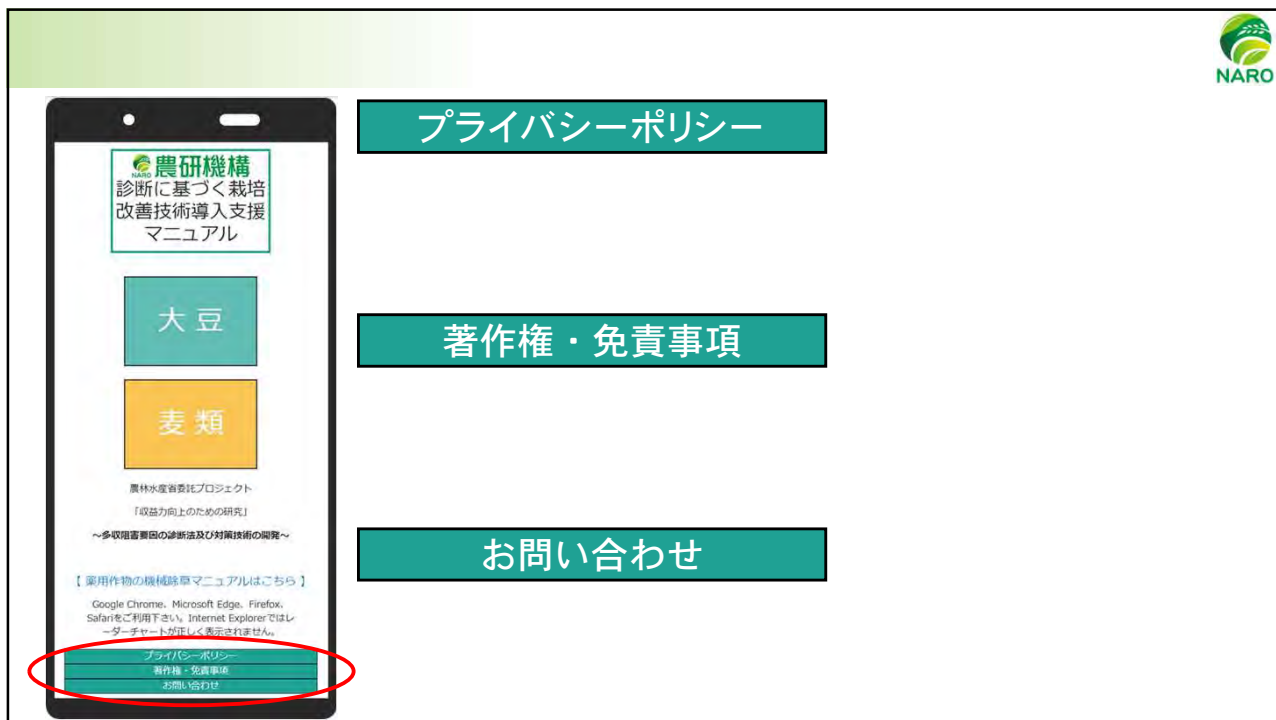 NARO
NARO 農研機構
診断に基づく栽培
改善技術導入支援
マニュアル
大豆
麦類
農林水産省委託プロジェクト
「収益力向上のための研究」
～多収阻害要因の診断法及び対策技術の開発～
【 薬用作物の機械除草マニュアルはこちら 】
Google Chrome、Microsoft Edge、Firefox、
Safariをご利用下さい。Internet Explorerではレ
ーダーチャートが正しく表示されません。
プライバシーポリシー
著作権・免責事項
お問い合わせ
プライバシーポリシー
著作権・免責事項
お問い合わせ